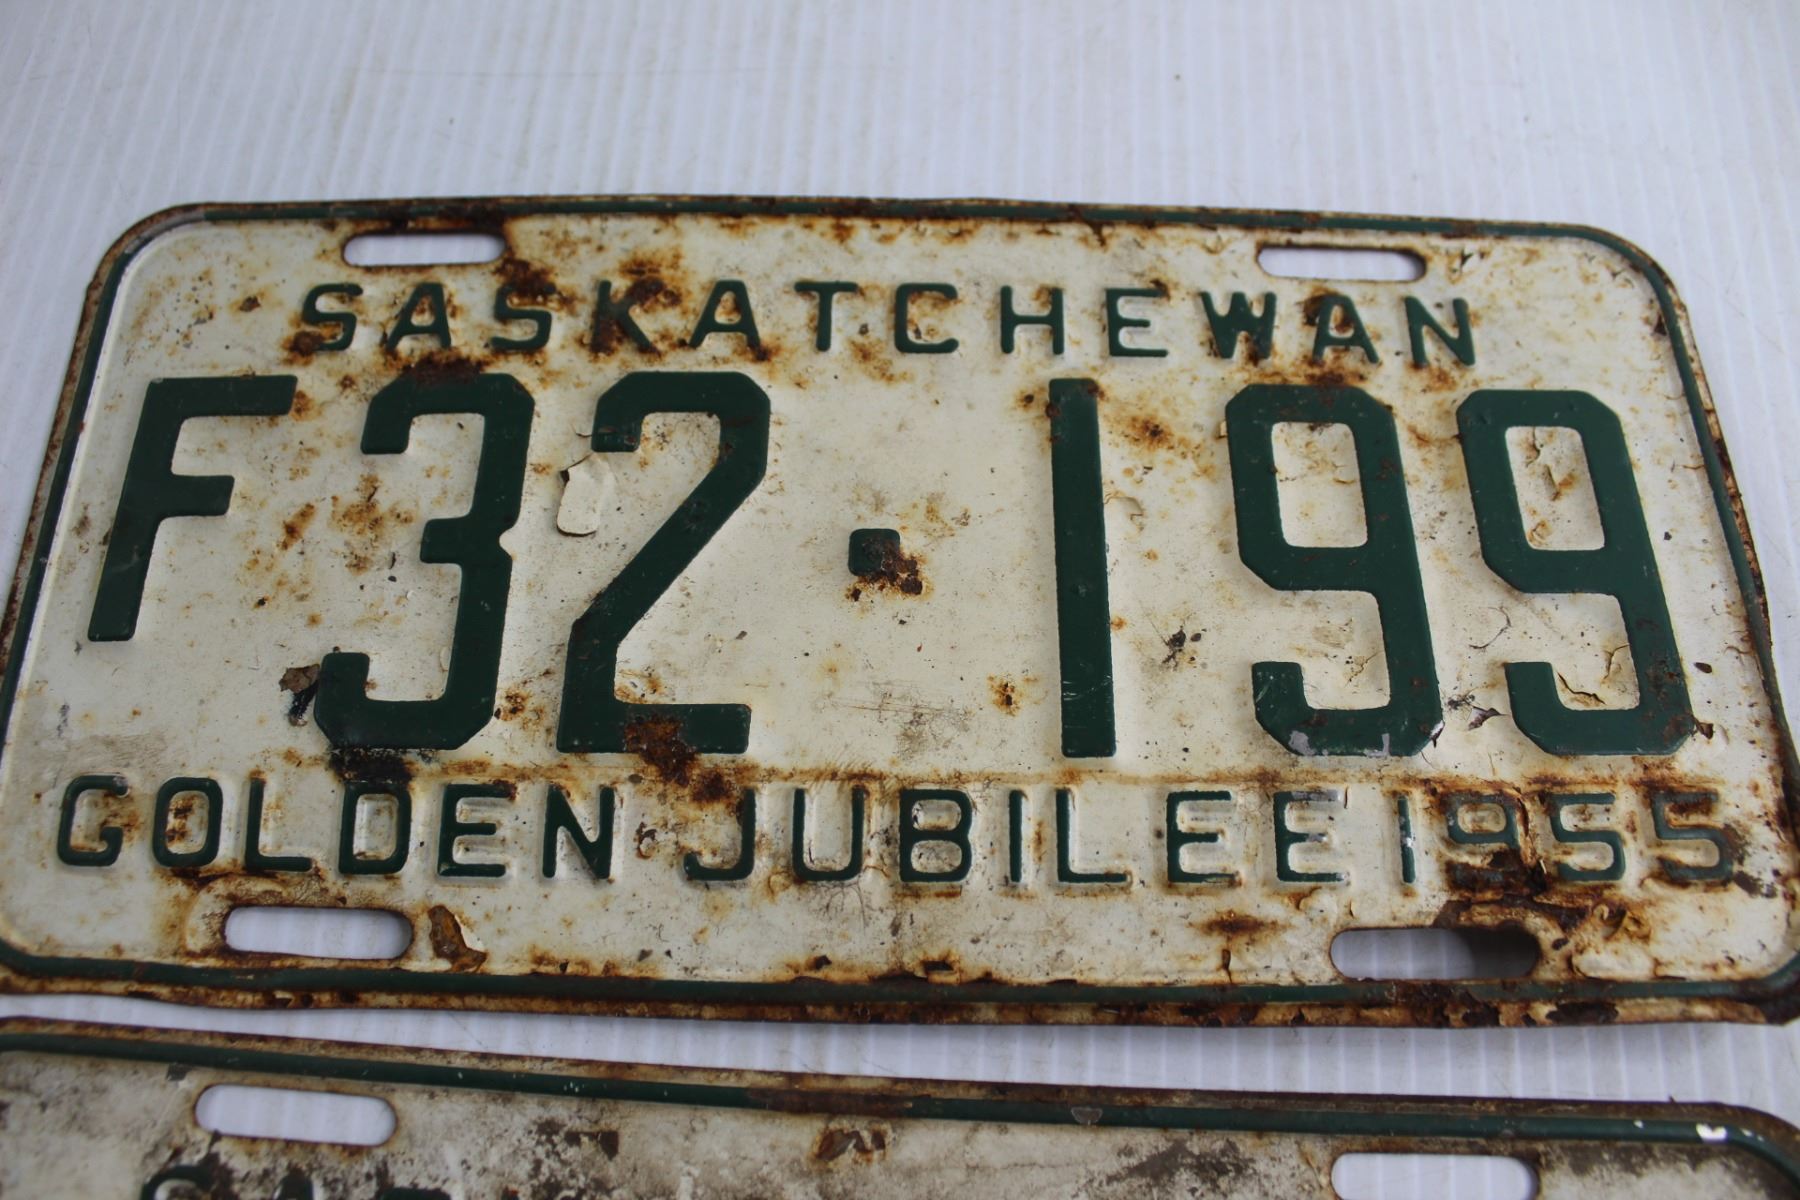 SASKATCHEWAN
F32·199
GOLDEN JUBILEE 1955